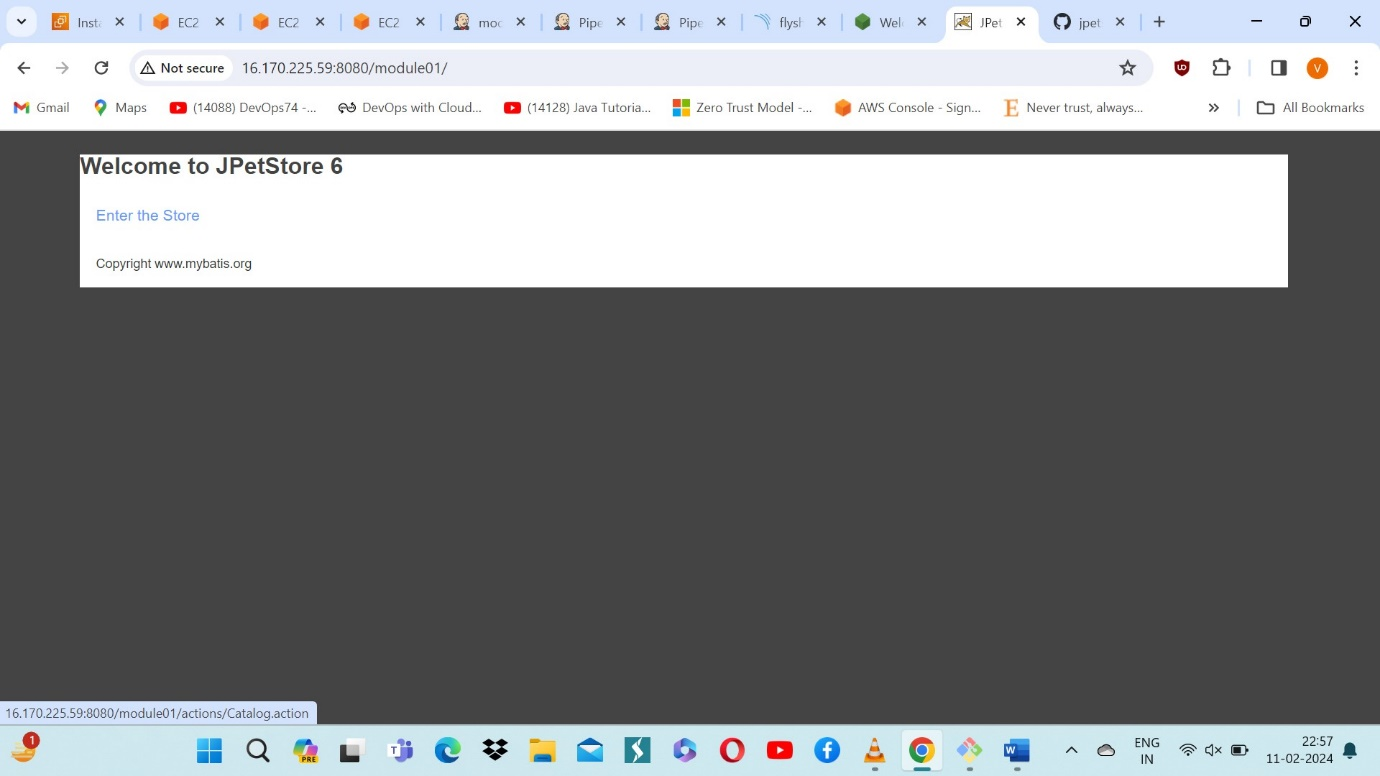 Insta
EC2
EC2
EC2
moc
Pipe
Pipe
flysh
Welc
JPet
jpet
Not secure
16.170.225.59:8080/module01/
V
Gmail
Maps
(14088) DevOps74 -...
DevOps with Cloud...
(14128) Java Tutoria...
Zero Trust Model -...
AWS Console - Sign...
E
Never trust, always...
»
All Bookmarks
Welcome to JPetStore 6
Enter the Store
Copyright www.mybatis.org
16.170.225.59:8080/module01/actions/Catalog.action
1
PRE
ENG
IN
22:57
11-02-2024